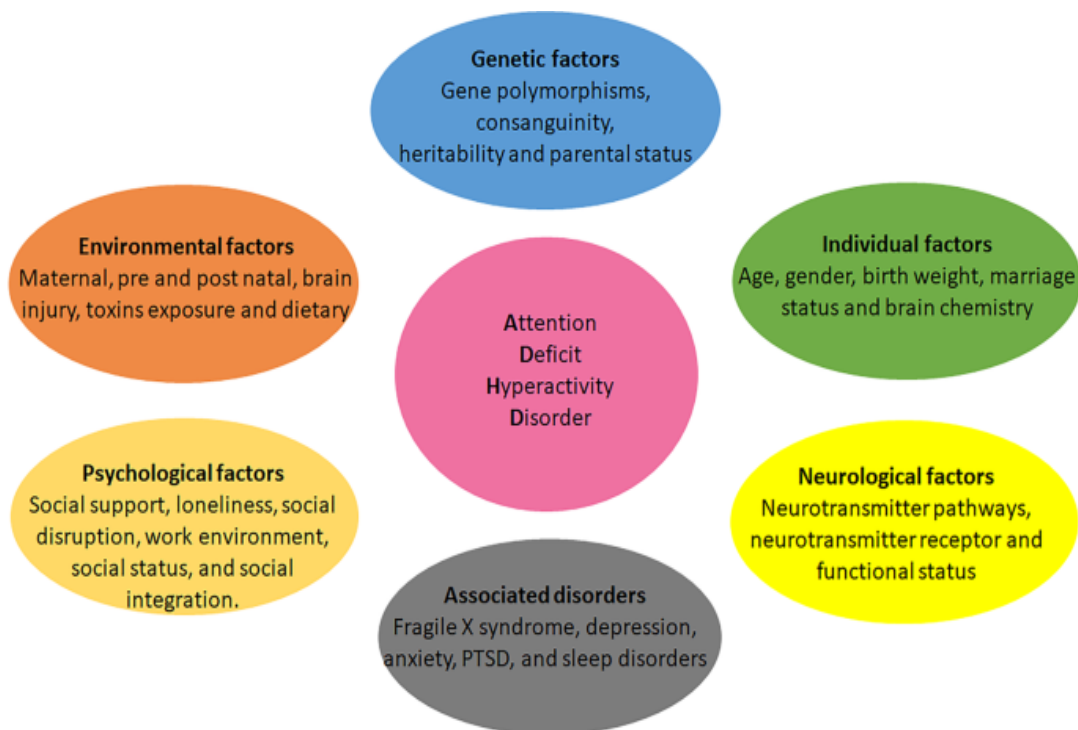 Genetic factors
Gene polymorphisms,
consanguinity,
heritability and parental status
Environmental factors
Maternal, pre and post natal, brain
injury, toxins exposure and dietary
Individual factors
Age, gender, birth weight, marriage
status and brain chemistry
Attention
Deficit
Hyperactivity
Disorder
Psychological factors
Social support, loneliness, social
disruption, work environment,
social status, and social
integration.
Neurological factors
Neurotransmitter pathways,
neurotransmitter receptor and
functional status
Associated disorders
Fragile X syndrome, depression,
anxiety, PTSD, and sleep disorders